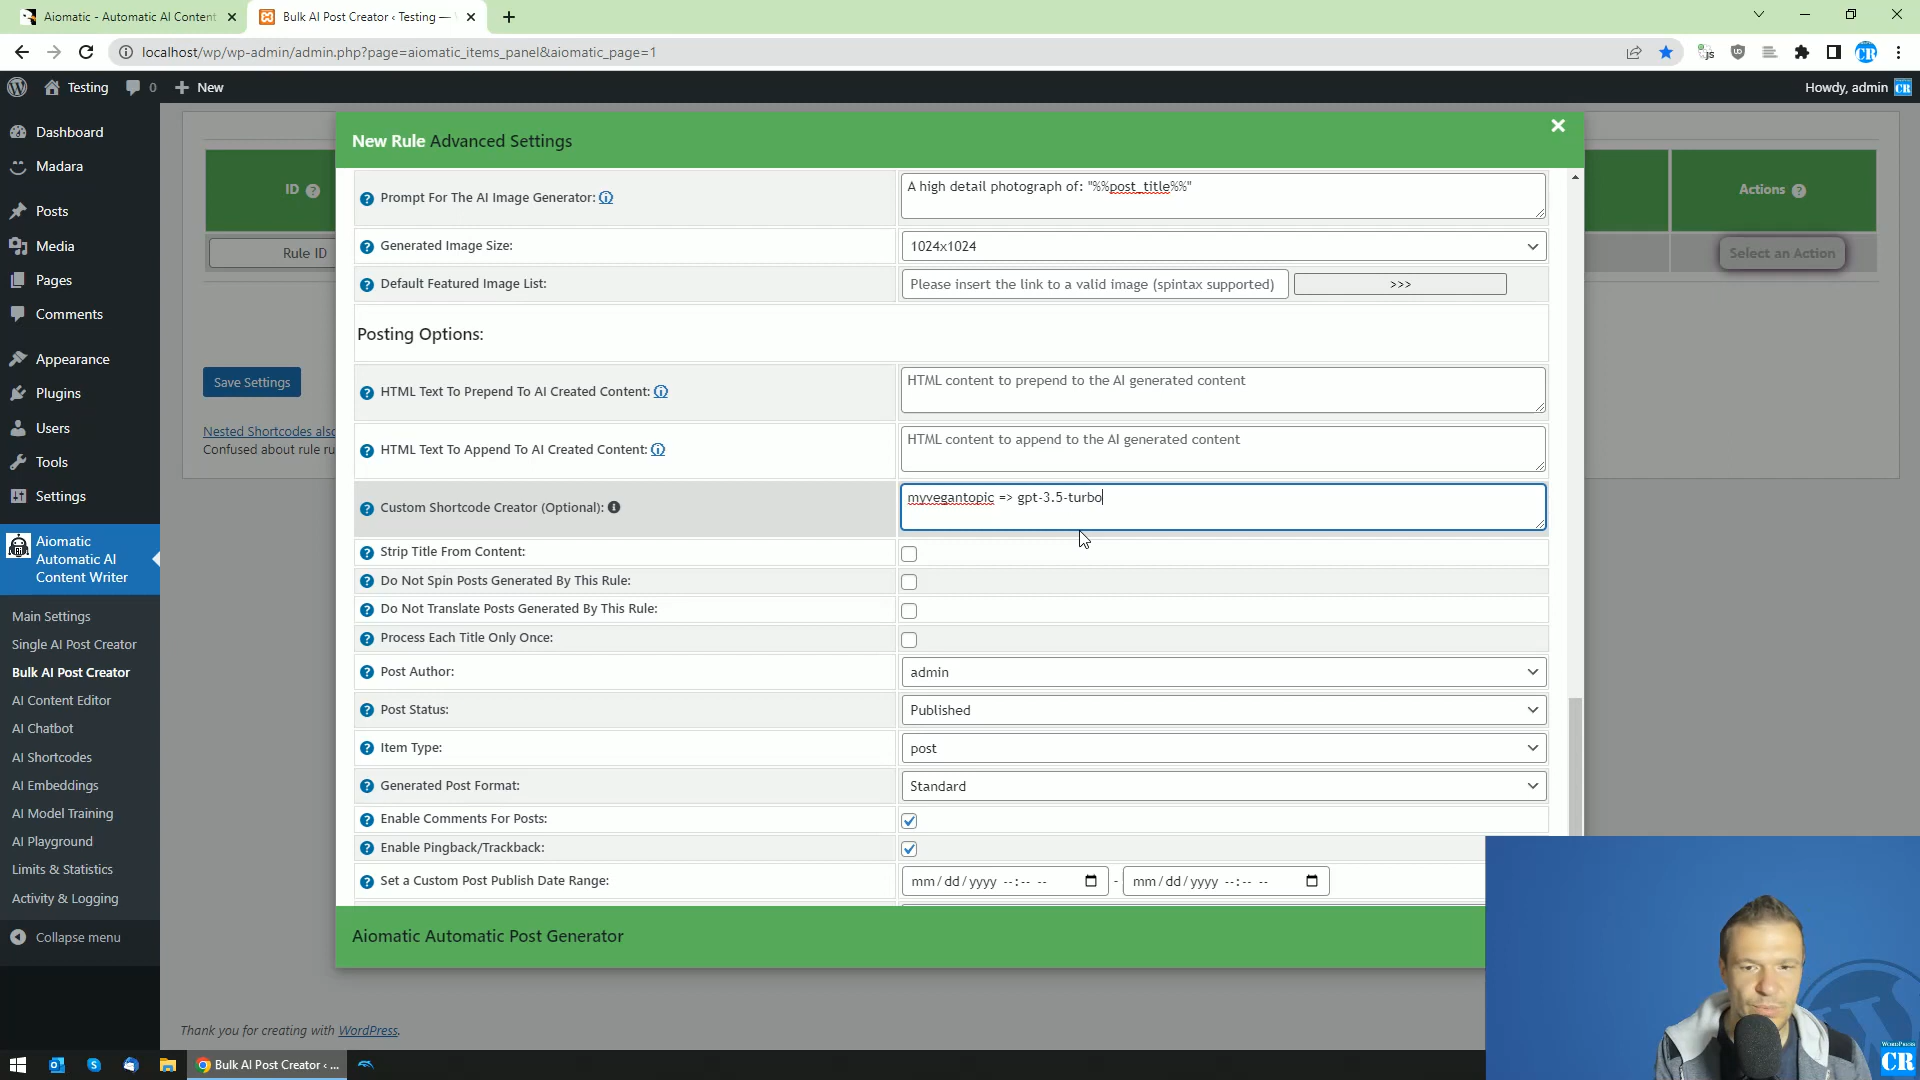 Aiomatic - Automatic AI Content
Bulk AI Post Creator ‹ Testing —
localhost/wp/wp-admin/admin.php?page=aiomatic_items_panel&aiomatic_page=1
Testing 0 New
Howdy, admin
Dashboard
Madara
Posts
Media
Pages
Comments
Appearance
Plugins
Users
Tools
Settings
Aiomatic
Automatic AI
Content Writer
Main Settings
Single AI Post Creator
Bulk AI Post Creator
AI Content Editor
AI Chatbot
AI Shortcodes
AI Embeddings
AI Model Training
AI Playground
Limits & Statistics
Activity & Logging
Collapse menu
ID
Rule ID
Save Settings
Nested Shortcodes also
Confused about rule ru
Actions
Select an Action
New Rule Advanced Settings
Prompt For The AI Image Generator:
A high detail photograph of: "%%post_title%%"
Generated Image Size:
1024x1024
Default Featured Image List:
Please insert the link to a valid image (spintax supported)
>>>
Posting Options:
HTML Text To Prepend To AI Created Content:
HTML content to prepend to the AI generated content
HTML Text To Append To AI Created Content:
HTML content to append to the AI generated content
Custom Shortcode Creator (Optional):
myvegantopic => gpt-3.5-turbo
Strip Title From Content:
Do Not Spin Posts Generated By This Rule:
Do Not Translate Posts Generated By This Rule:
Process Each Title Only Once:
Post Author:
admin
Post Status:
Published
Item Type:
post
Generated Post Format:
Standard
Enable Comments For Posts:
Enable Pingback/Trackback:
Set a Custom Post Publish Date Range:
mm/dd/yyyy --:-- -- - mm/dd/yyyy --:-- --
Aiomatic Automatic Post Generator
Thank you for creating with WordPress.
Bulk AI Post Creator ‹ ...
WORDPRESS
CR